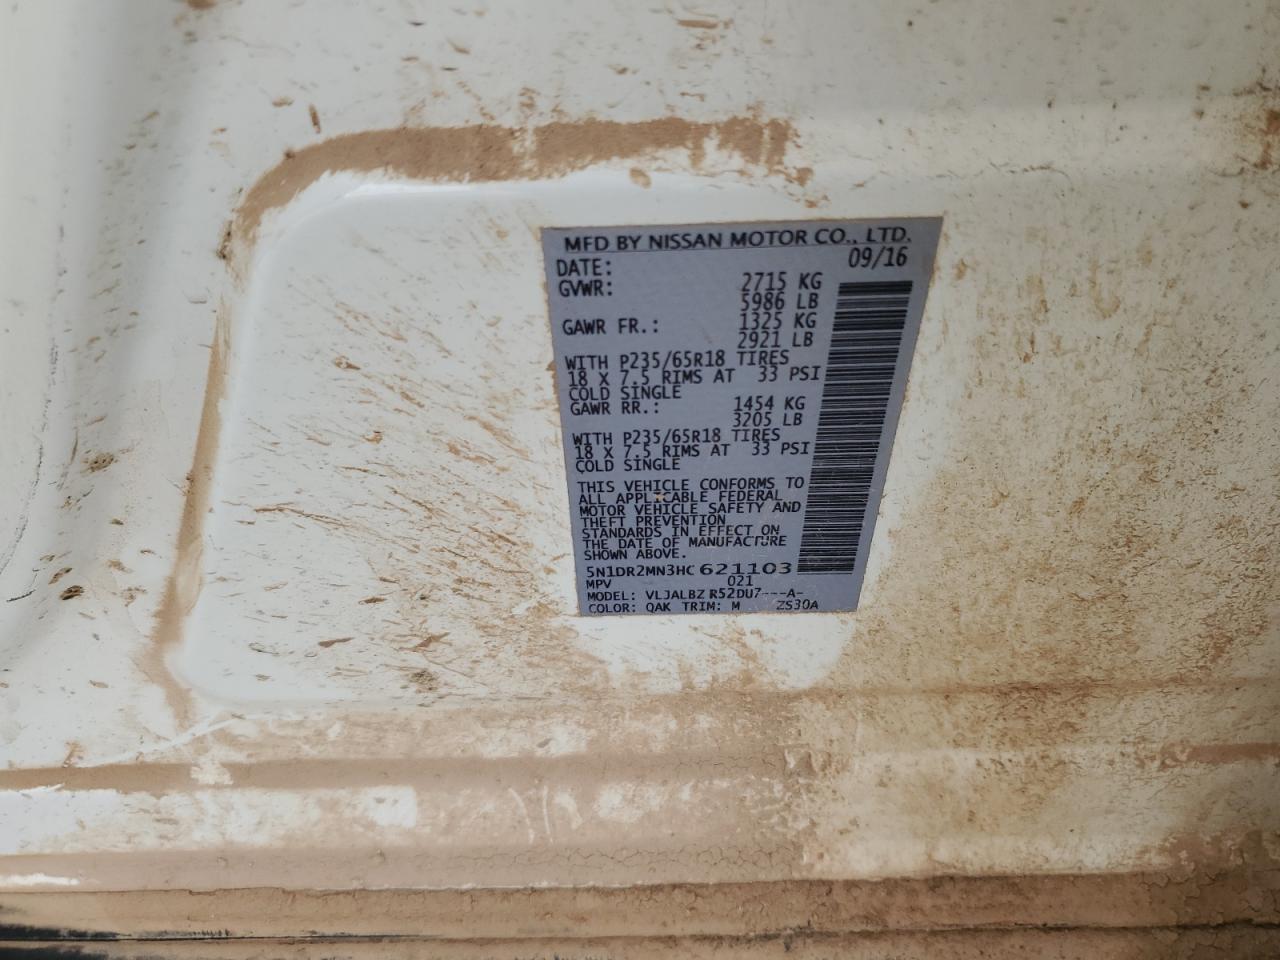 MFD BY NISSAN MOTOR CO., LTD.
DATE: 09/16
GVWR: 2715 KG
5986 LB
GAWR FR.: 1325 KG
2921 LB
WITH P235/65R18 TIRES
18 X 7.5 RIMS AT 33 PSI
COLD SINGLE
GAWR RR.: 1454 KG
3205 LB
WITH P235/65R18 TIRES
18 X 7.5 RIMS AT 33 PSI
COLD SINGLE
THIS VEHICLE CONFORMS TO
ALL APPLICABLE FEDERAL
MOTOR VEHICLE SAFETY AND
THEFT PREVENTION
STANDARDS IN EFFECT ON
THE DATE OF MANUFACTURE
SHOWN ABOVE.
5N1DR2MN3HC 621103
MPV 021
MODEL: VLJALBZ R52DU7---A-
COLOR: QAK TRIM: M ZS30A